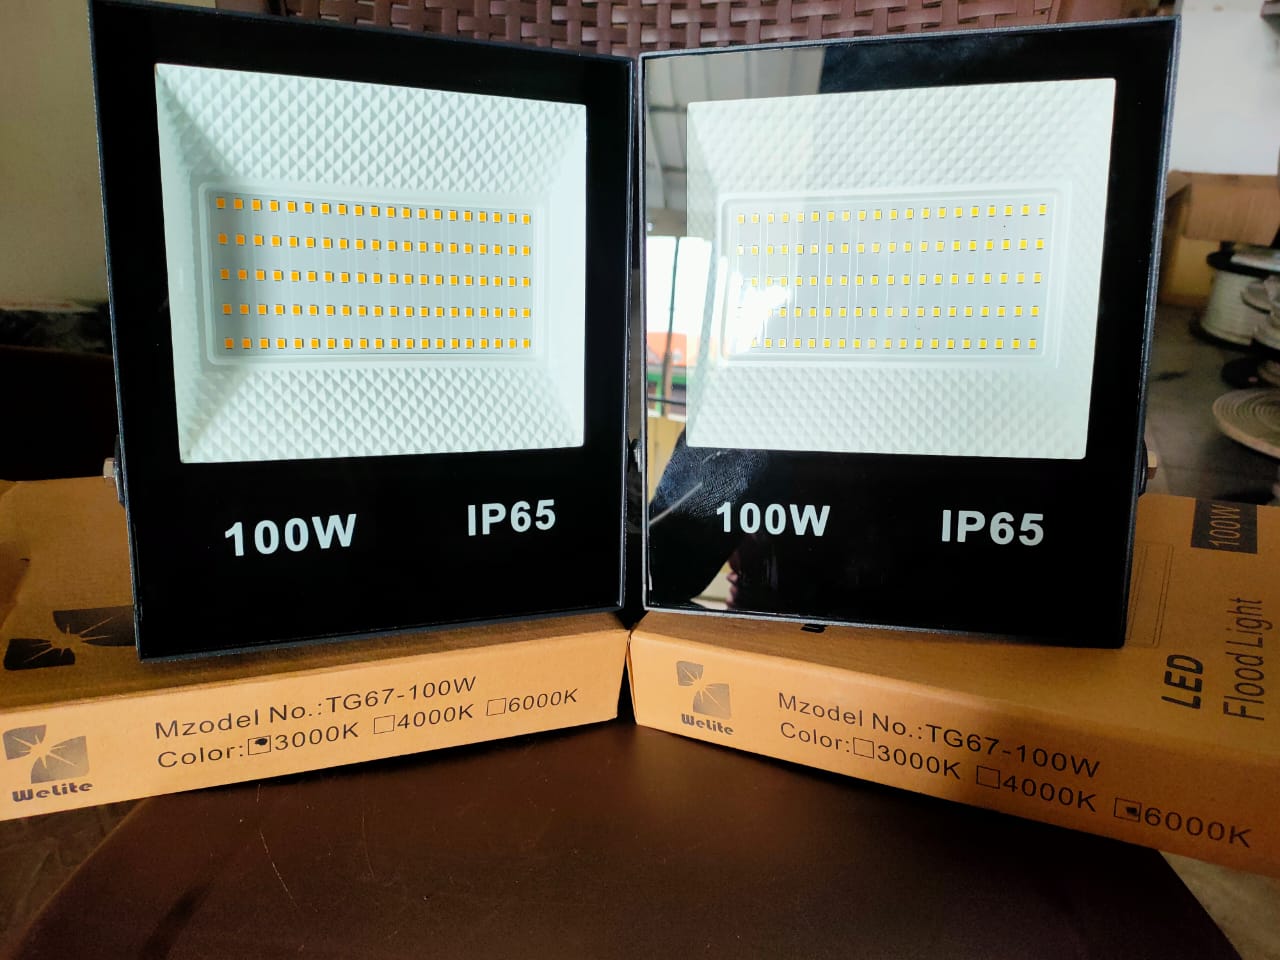 100W IP65
100W IP65
WeLite
Mzodel No.:TG67-100W
Color:☑3000K ☐4000K ☐6000K
WeLite
Mzodel No.:TG67-100W
Color:☐3000K ☐4000K ☑6000K
LED
Flood Light
100W